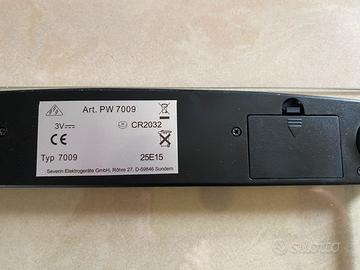 Art. PW 7009
3V
CR2032
CE
Typ 7009
25E15
Severin Elektrogeräte GmbH, Röhre 27, D-59846 Sundern
subito